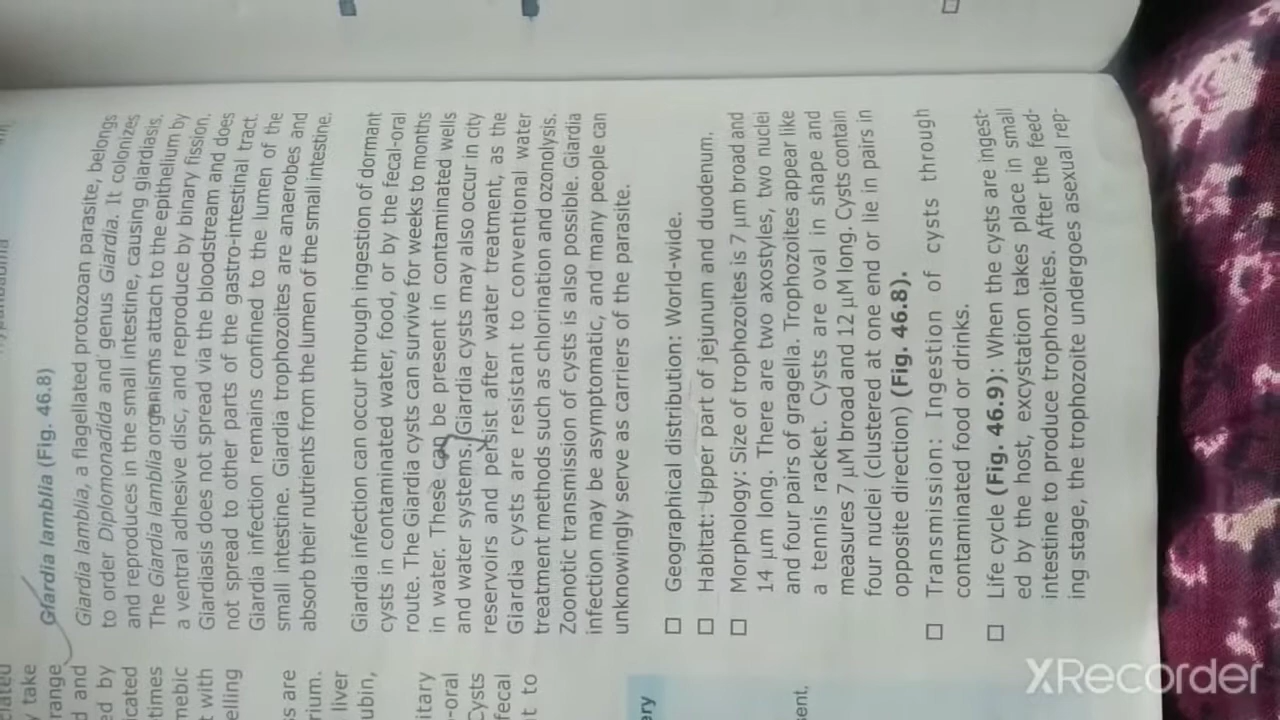 Giardia lamblia (Fig. 46.8)
Giardia lamblia, a flagellated protozoan parasite, belongs
to order Diplomonadida and genus Giardia. It colonizes
and reproduces in the small intestine, causing giardiasis.
The Giardia lamblia organisms attach to the epithelium by
a ventral adhesive disc, and reproduce by binary fission.
Giardiasis does not spread via the bloodstream and does
not spread to other parts of the gastro-intestinal tract.
Giardia infection remains confined to the lumen of the
small intestine. Giardia trophozoites are anaerobes and
absorb their nutrients from the lumen of the small intestine.
Giardia infection can occur through ingestion of dormant
cysts in contaminated water, food, or by the fecal-oral
route. The Giardia cysts can survive for weeks to months
in water. These can be present in contaminated wells
and water systems. Giardia cysts may also occur in city
reservoirs and persist after water treatment, as the
Giardia cysts are resistant to conventional water
treatment methods such as chlorination and ozonolysis.
Zoonotic transmission of cysts is also possible. Giardia
infection may be asymptomatic, and many people can
unknowingly serve as carriers of the parasite.
Geographical distribution: World-wide.
Habitat: Upper part of jejunum and duodenum.
Morphology: Size of trophozoites is 7 µm broad and
14 µm long. There are two axostyles, two nuclei
and four pairs of gragella. Trophozoites appear like
a tennis racket. Cysts are oval in shape and
measures 7 µM broad and 12 µM long. Cysts contain
four nuclei (clustered at one end or lie in pairs in
opposite direction) (Fig. 46.8).
Transmission: Ingestion of cysts through
contaminated food or drinks.
Life cycle (Fig. 46.9): When the cysts are ingest-
ed by the host, excystation takes place in small
intestine to produce trophozoites. After the feed-
ing stage, the trophozoite undergoes asexual rep-
take
range
and
by
times
with
are
liver
to
XRecorder